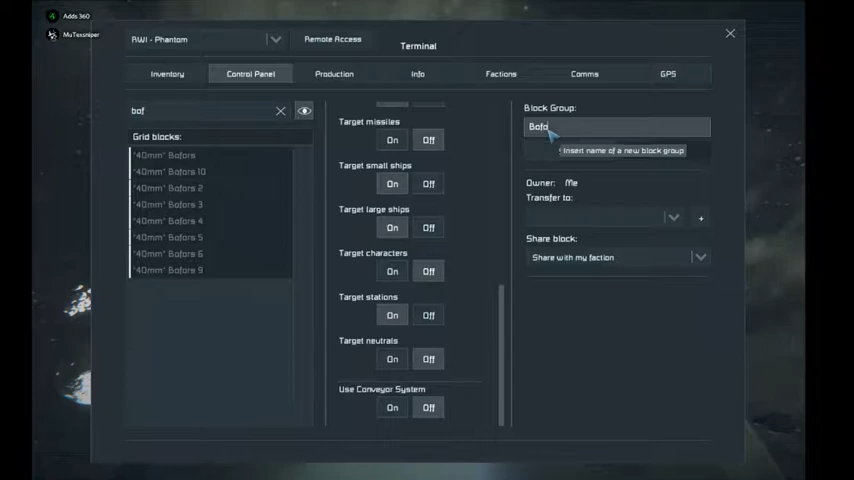 Adds 360
MuTexsniper
RWI - Phantom
Remote Access
Terminal
Inventory
Control Panel
Production
Info
Factions
Comms
GPS
bof
Grid blocks:
"40mm" Bofors
"40mm" Bofors 10
"40mm" Bofors 2
"40mm" Bofors 3
"40mm" Bofors 4
"40mm" Bofors 5
"40mm" Bofors 6
"40mm" Bofors 9
Target missiles
On Off
Target small ships
On Off
Target large ships
On Off
Target characters
On Off
Target stations
On Off
Target neutrals
On Off
Use Conveyor System
On Off
Block Group:
Bofo
Insert name of a new block group
Owner: Me
Transfer to:
+
Share block:
Share with my faction